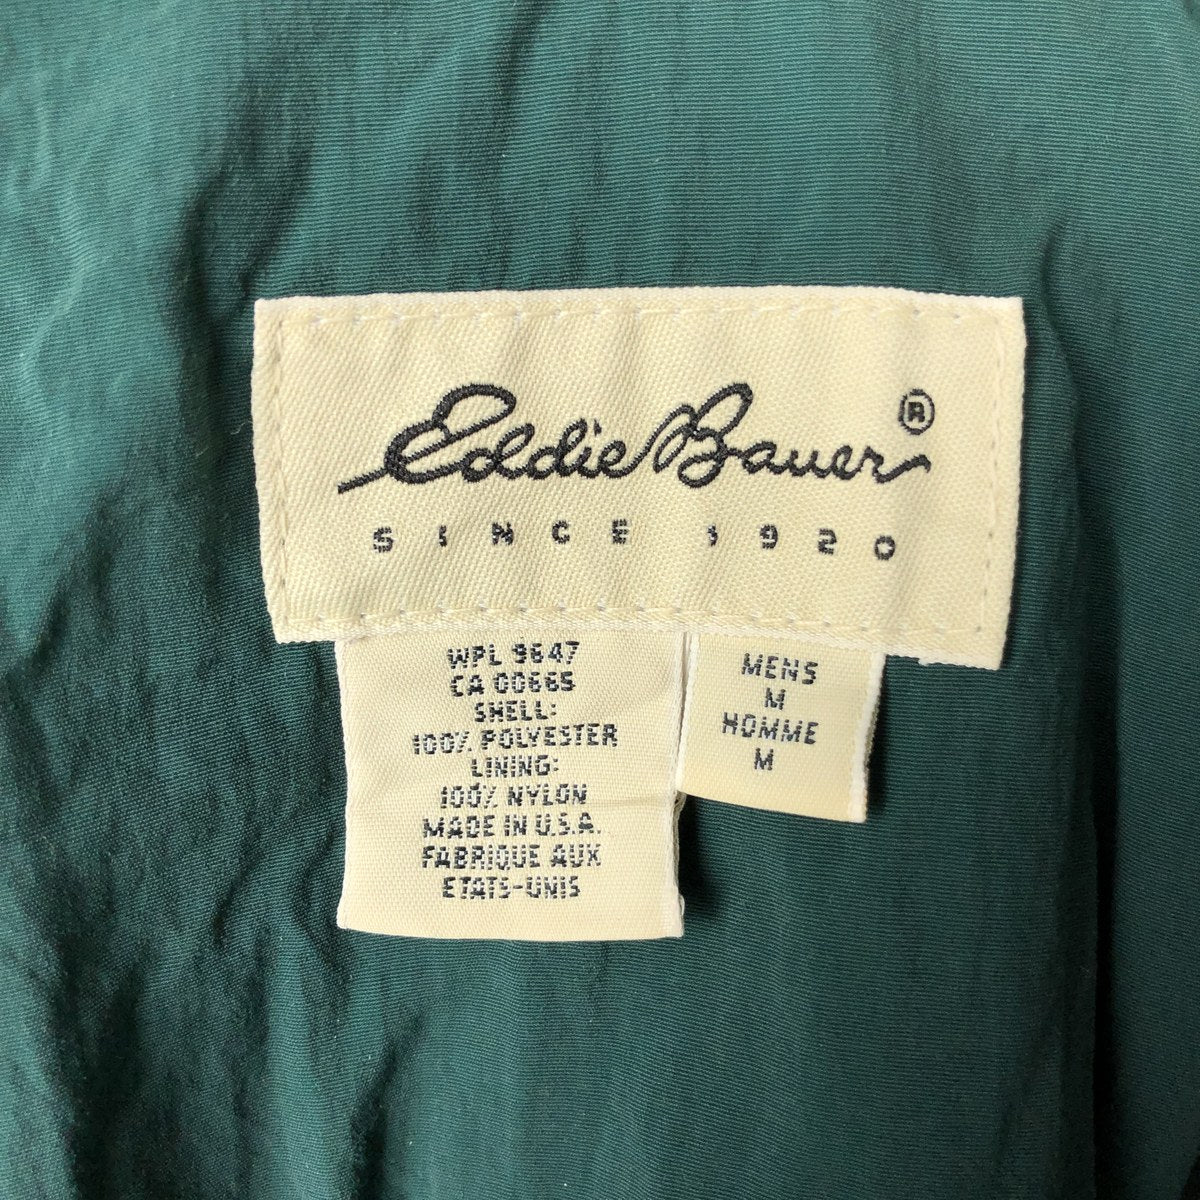 Eddie Bauer®
SINCE 1920
WPL 9647
CA 00665
SHELL:
100% POLYESTER
LINING:
100% NYLON
MADE IN U.S.A.
FABRIQUE AUX
ETATS-UNIS
MENS
M
HOMME
M